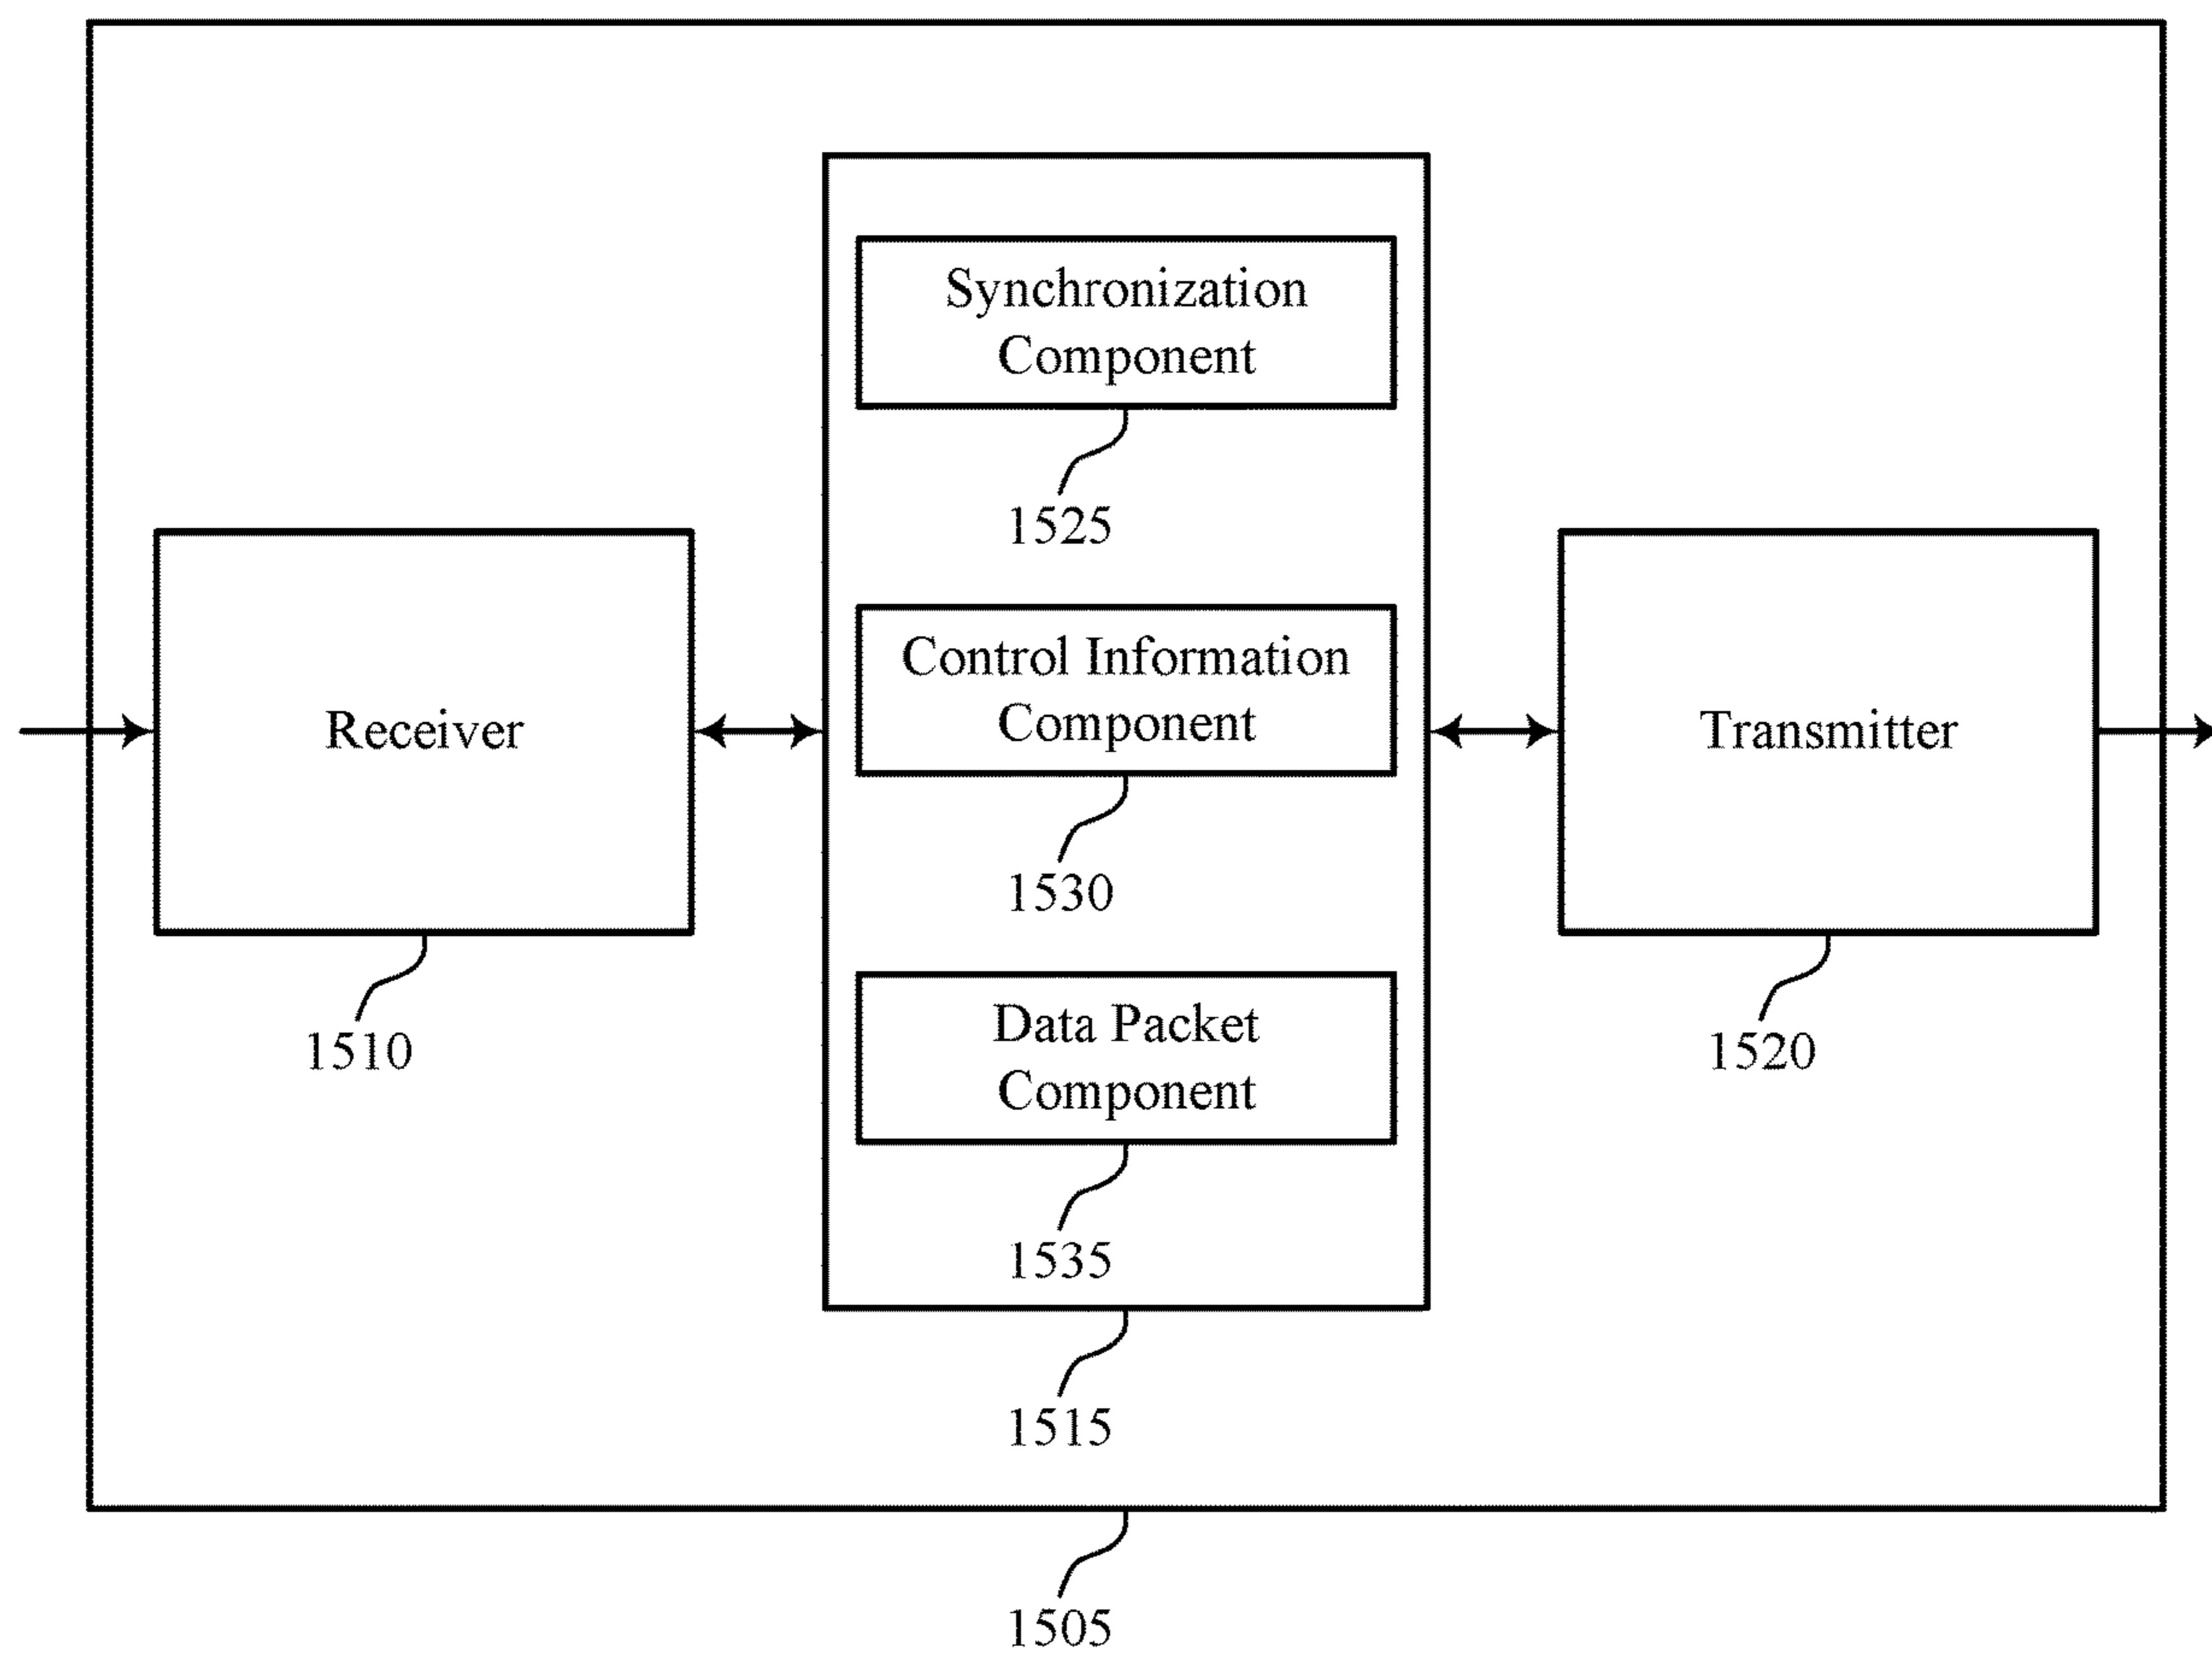 Synchronization
Component
1525
Control Information
Component
1530
Data Packet
Component
1535
1515
Receiver
1510
Transmitter
1520
1505